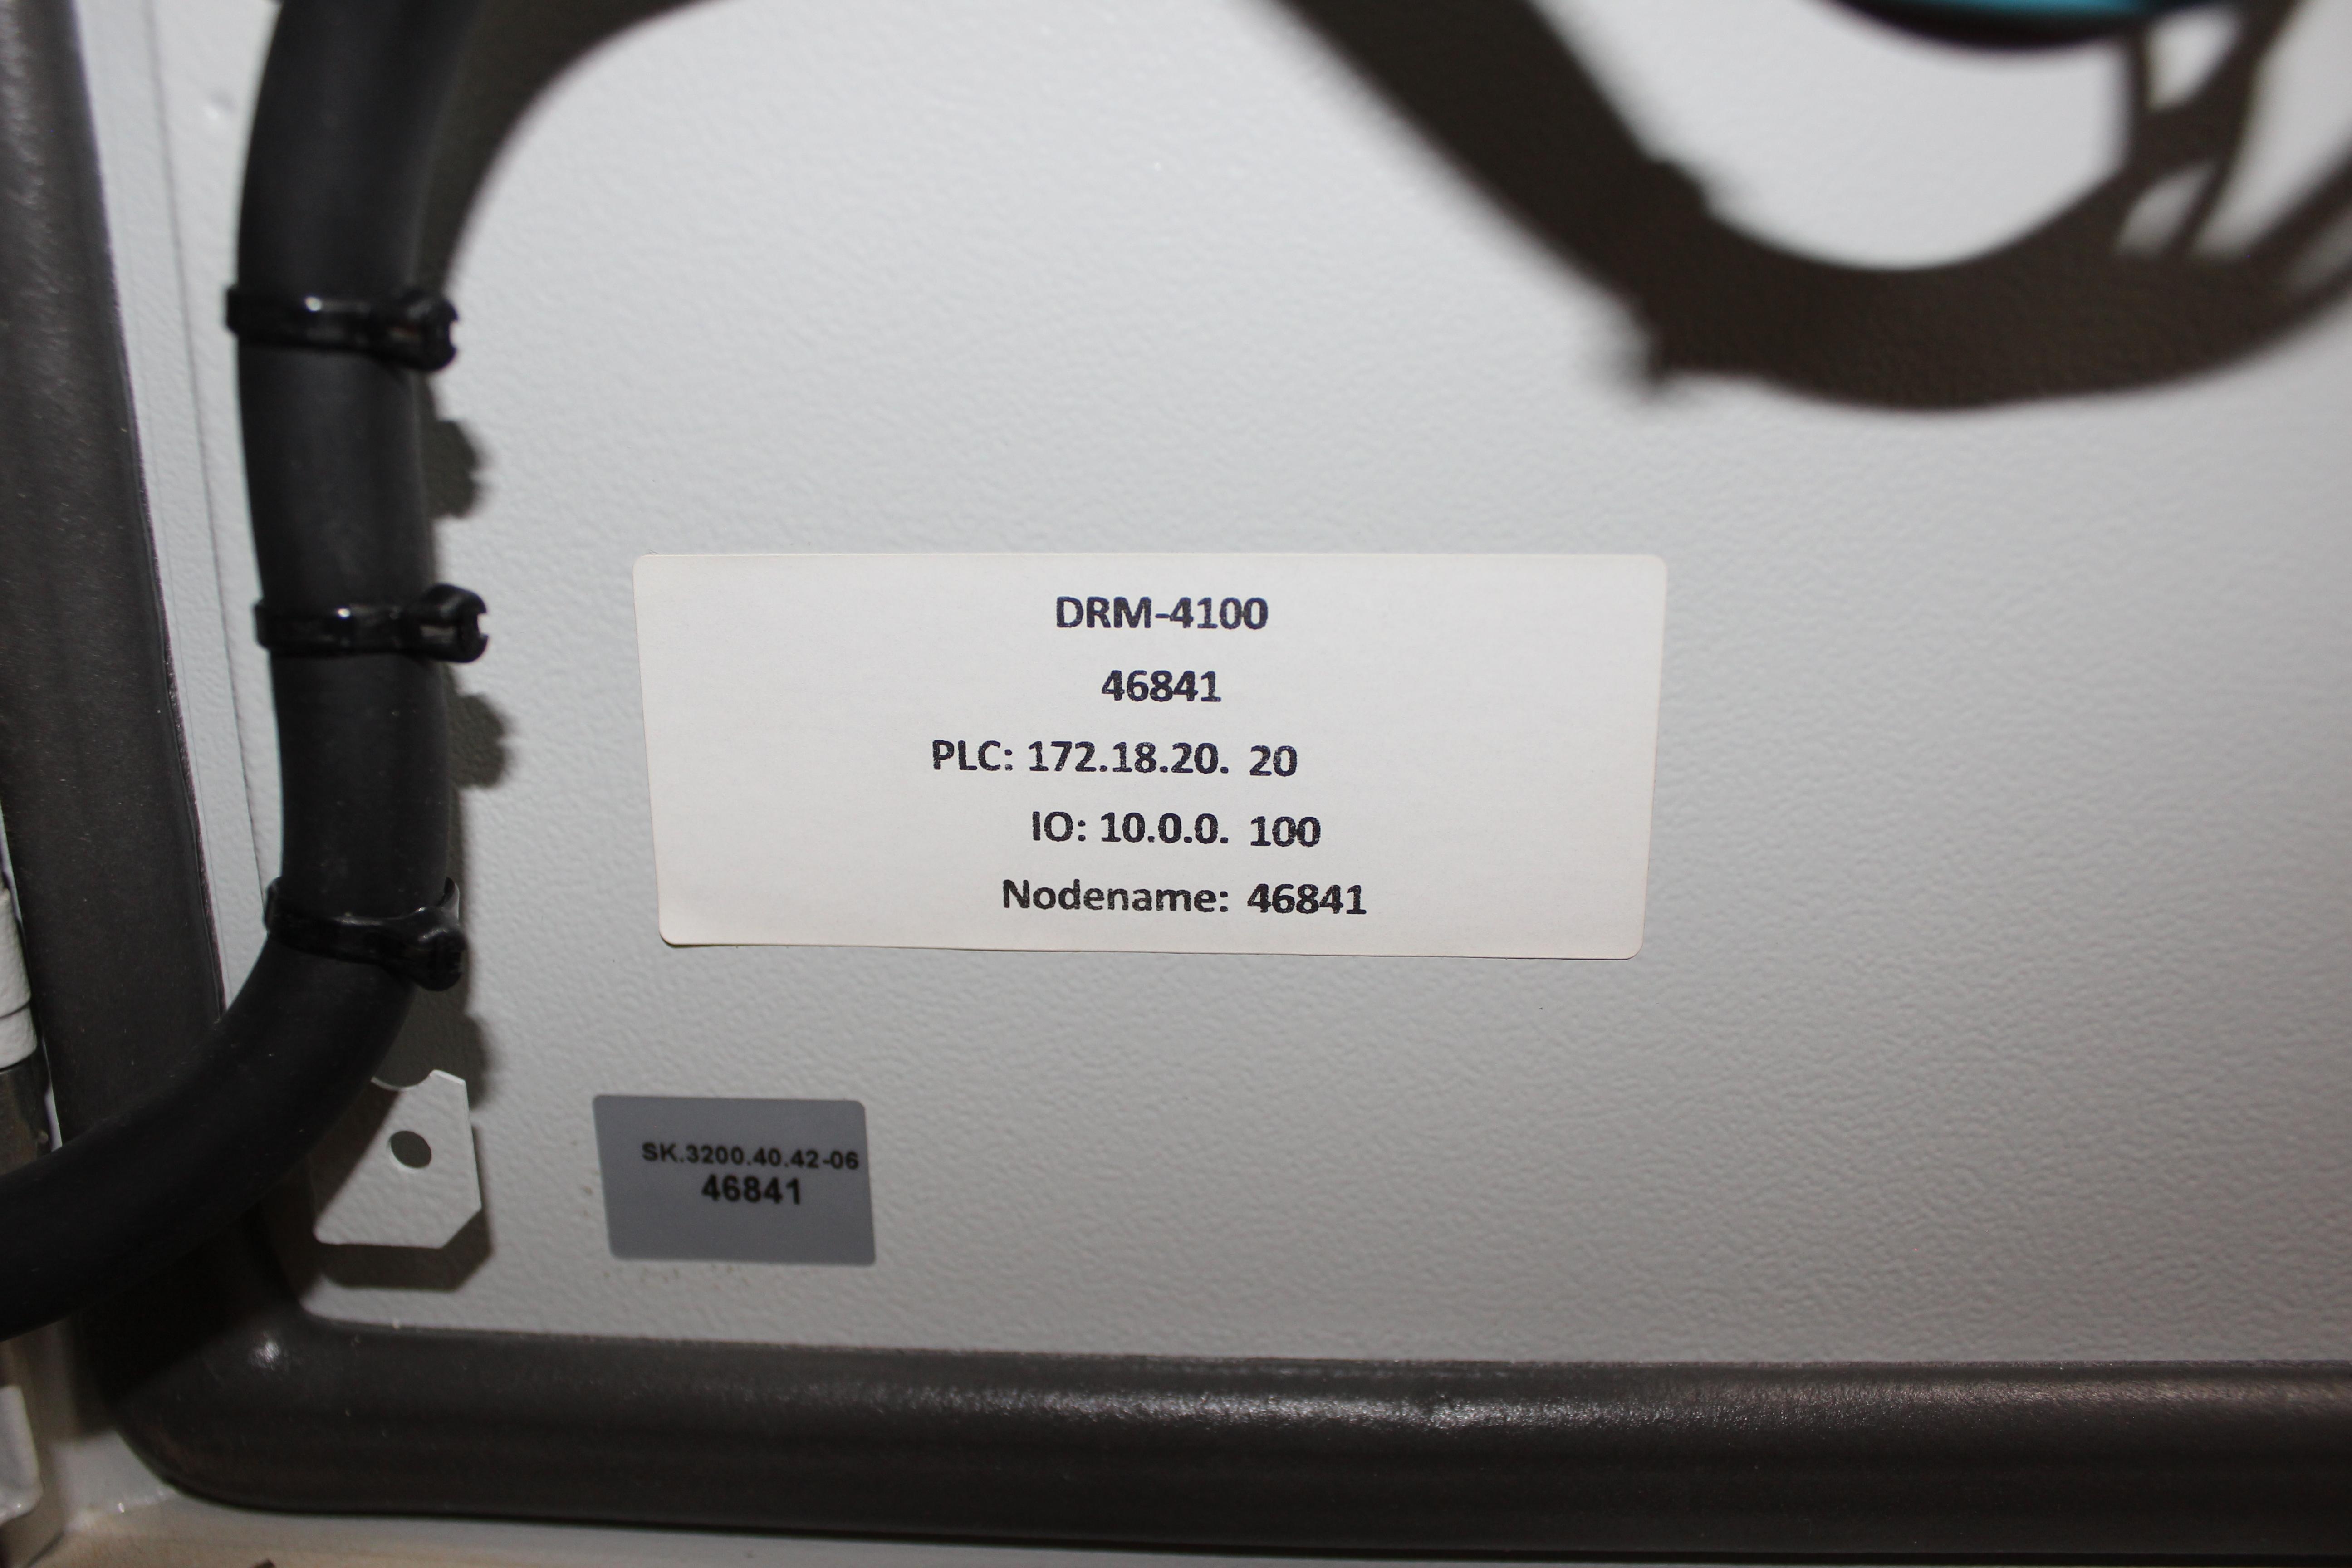 DRM-4100
46841
PLC: 172.18.20. 20
IO: 10.0.0. 100
Nodename: 46841
SK.3200.40.42-06
46841